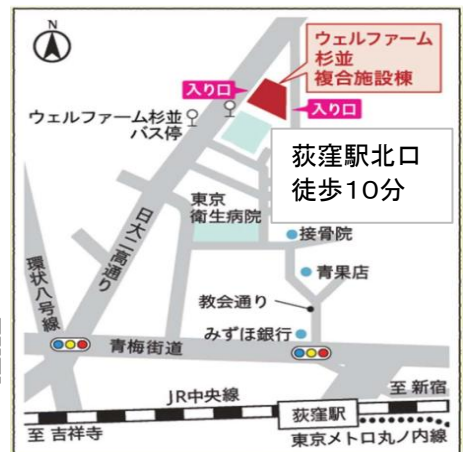 N
ウェルファーム
杉並
複合施設棟
入り口
入り口
ウェルファーム杉並
バス停
荻窪駅北口
徒歩10分
東京
衛生病院
日大二高通り
環状八号線
接骨院
青果店
教会通り
みずほ銀行
青梅街道
JR中央線
至 新宿
荻窪駅
至 吉祥寺
東京メトロ丸ノ内線